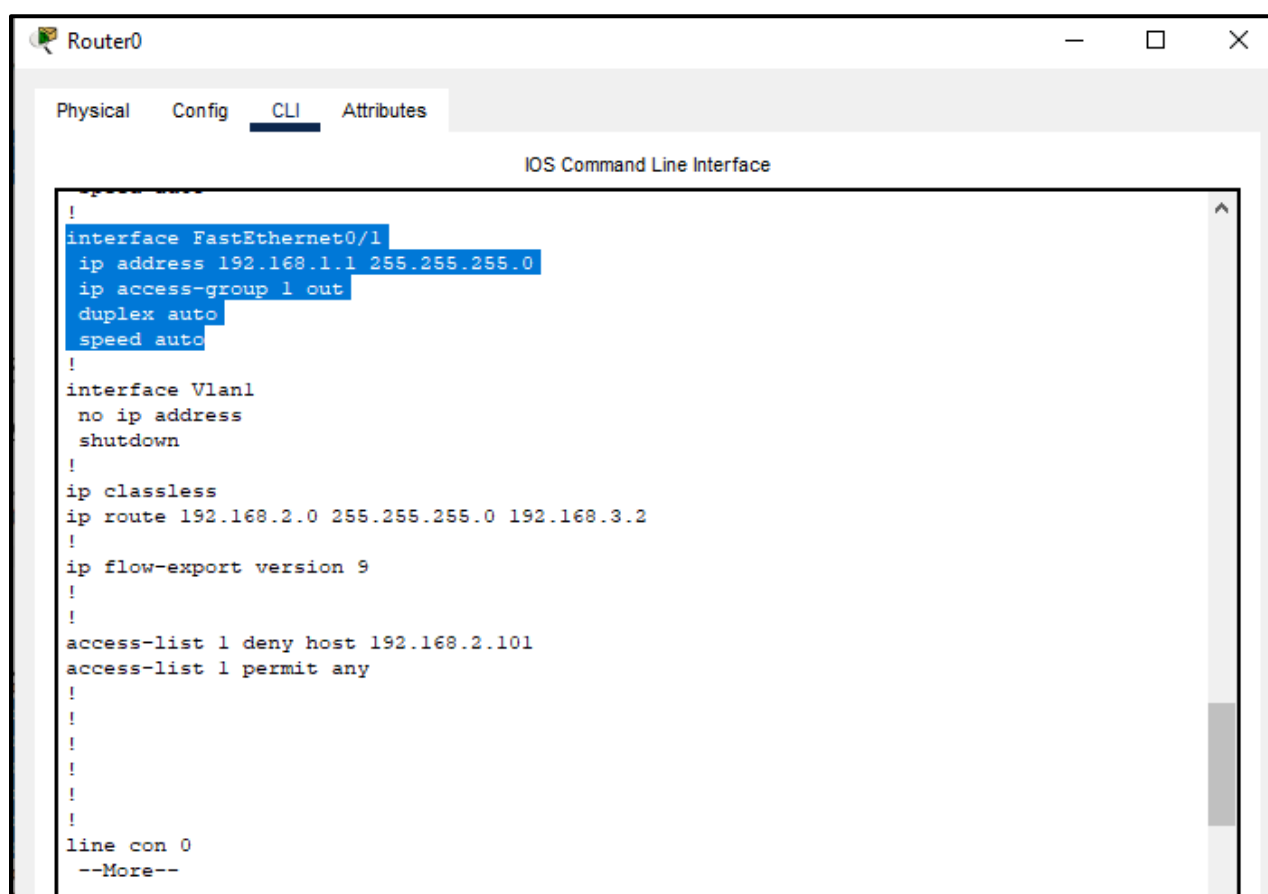 Router0
Physical Config CLI Attributes
IOS Command Line Interface
!
interface FastEthernet0/1
 ip address 192.168.1.1 255.255.255.0
 ip access-group 1 out
 duplex auto
 speed auto
!
interface Vlan1
 no ip address
 shutdown
!
ip classless
ip route 192.168.2.0 255.255.255.0 192.168.3.2
!
ip flow-export version 9
!
!
access-list 1 deny host 192.168.2.101
access-list 1 permit any
!
!
!
!
!
!
line con 0
 --More--